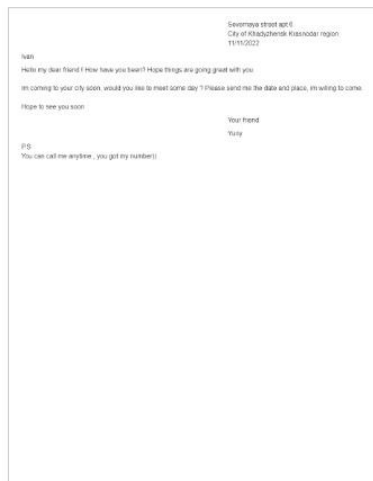 Severnaya street apt 6
City of Khadyzhensk Krasnodar region
11/11/2022
Ivan
Hello my dear friend ! How have you been? Hope things are going great with you.
Im coming to your city soon, would you like to meet some day ? Please send me the date and place, im wiling to come.
Hope to see you soon
Your friend
Yuriy
P.S
You can call me anytime , you got my number))